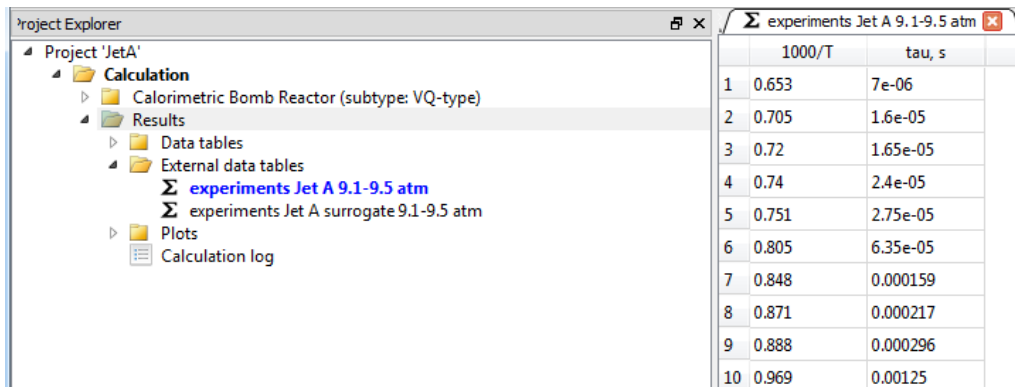 Project Explorer
Project 'JetA'
Calculation
Calorimetric Bomb Reactor (subtype: VQ-type)
Results
Data tables
External data tables
Σ experiments Jet A 9.1-9.5 atm
Σ experiments Jet A surrogate 9.1-9.5 atm
Plots
Calculation log
Σ experiments Jet A 9.1-9.5 atm
1000/T tau, s
1 0.653 7e-06
2 0.705 1.6e-05
3 0.72 1.65e-05
4 0.74 2.4e-05
5 0.751 2.75e-05
6 0.805 6.35e-05
7 0.848 0.000159
8 0.871 0.000217
9 0.888 0.000296
10 0.969 0.00125